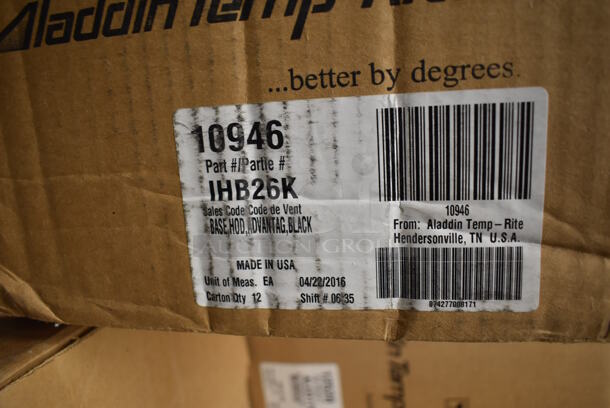 Aladdin Temp-
...better by degrees.
10946
Part #/Partie #
IHB26K
Sales Code Code de Vent
BASE HOD,ADVANTAG,BLACK
MADE IN USA
Unit of Meas. EA 04/22/2016
Carton Qty 12 Shift # 06:35
10946
From: Aladdin Temp-Rite
Hendersonville, TN U.S.A.
AUCTION GROUP